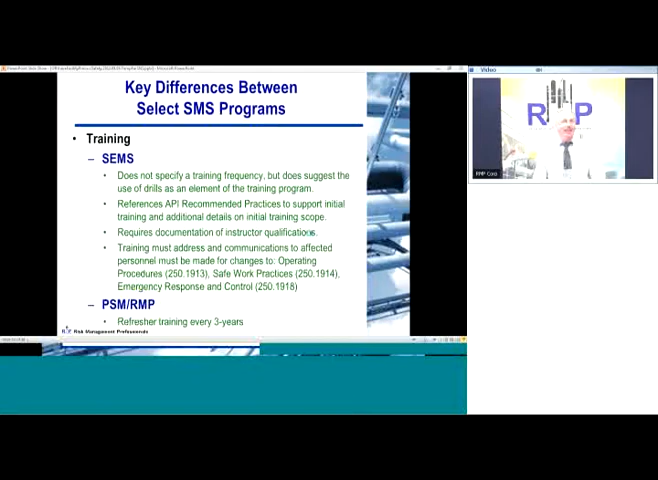 Key Differences Between
Select SMS Programs
Video
• Training
– SEMS
• Does not specify a training frequency, but does suggest the
use of drills as an element of the training program.
• References API Recommended Practices to support initial
training and additional details on initial training scope.
• Requires documentation of instructor qualifications.
• Training must address and communications to affected
personnel must be made for changes to: Operating
Procedures (250.1913), Safe Work Practices (250.1914),
Emergency Response and Control (250.1918)
– PSM/RMP
• Refresher training every 3-years
Risk Management Professionals
R M P
RMP Corp